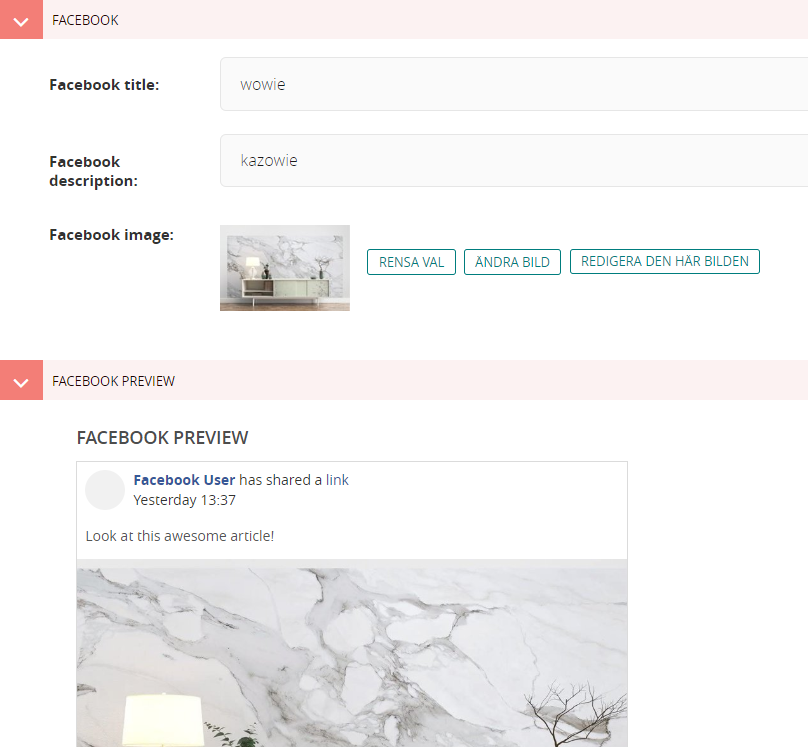 FACEBOOK
Facebook title:
wowie
Facebook
description:
kazowie
Facebook image:
RENSA VAL
ÄNDRA BILD
REDIGERA DEN HÄR BILDEN
FACEBOOK PREVIEW
FACEBOOK PREVIEW
Facebook User has shared a link
Yesterday 13:37
Look at this awesome article!